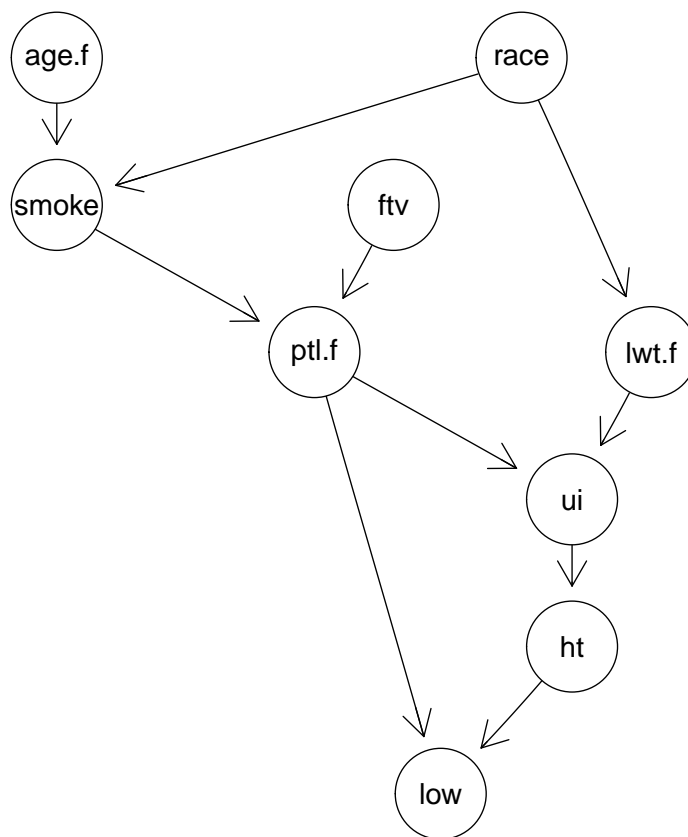 age.f
race
smoke
ftv
ptl.f
lwt.f
ui
ht
low